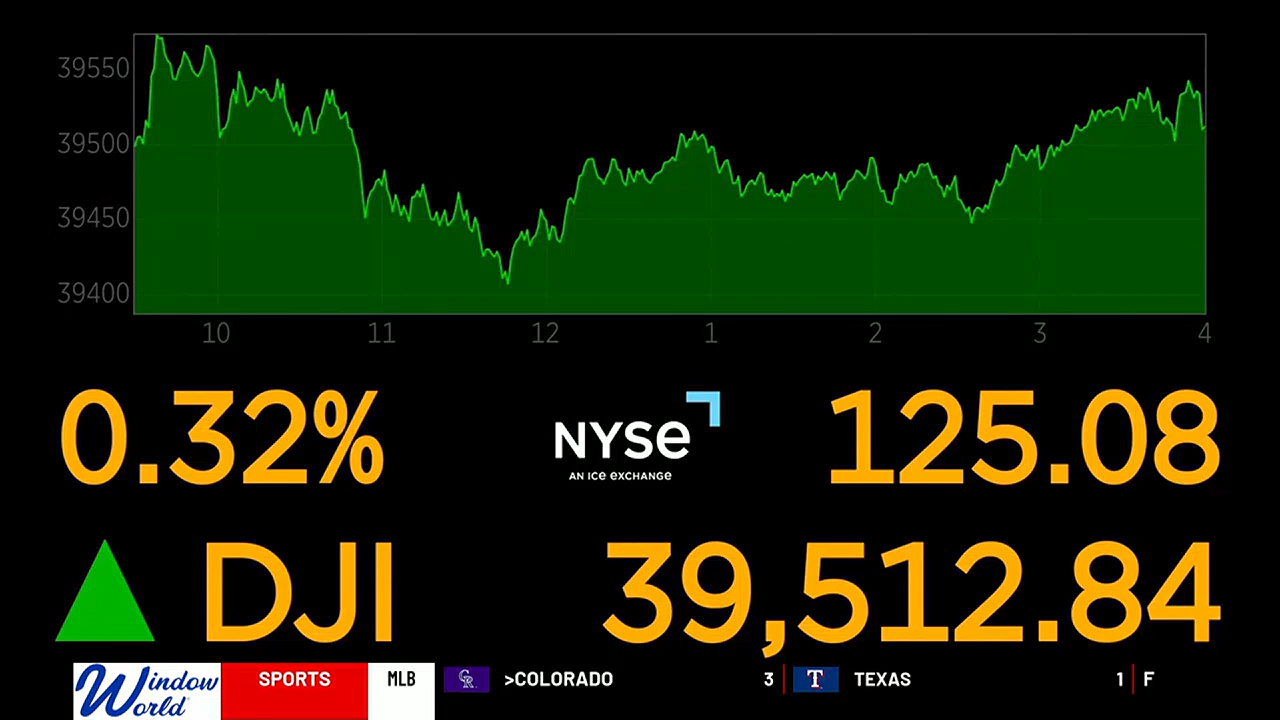 39550
39500
39450
39400
10 11 12 1 2 3 4
0.32% NYSE 125.08
AN ICE EXCHANGE
DJI 39,512.84
Window World SPORTS MLB CR >COLORADO 3 T TEXAS 1 F